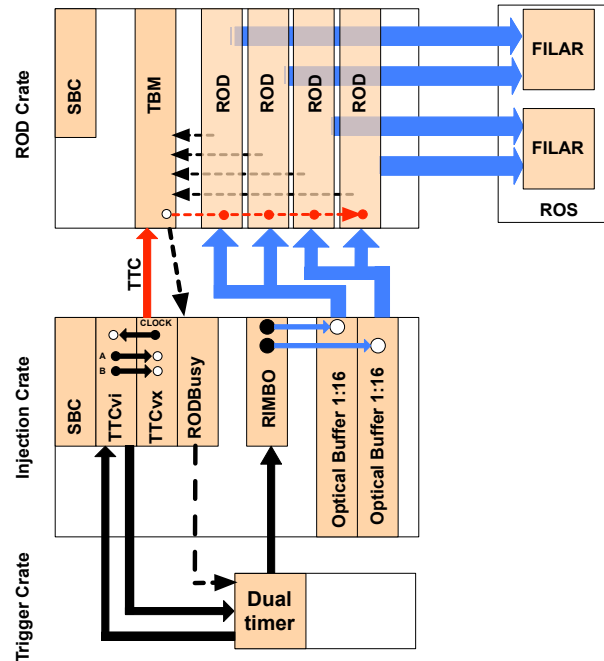 ROD Crate
SBC
TBM
ROD
ROD
ROD
ROD
FILAR
FILAR
ROS
TTC
Injection Crate
SBC
TTCvi
TTCvx
RODBusy
CLOCK
A
B
RIMBO
Optical Buffer 1:16
Optical Buffer 1:16
Trigger Crate
Dual
timer